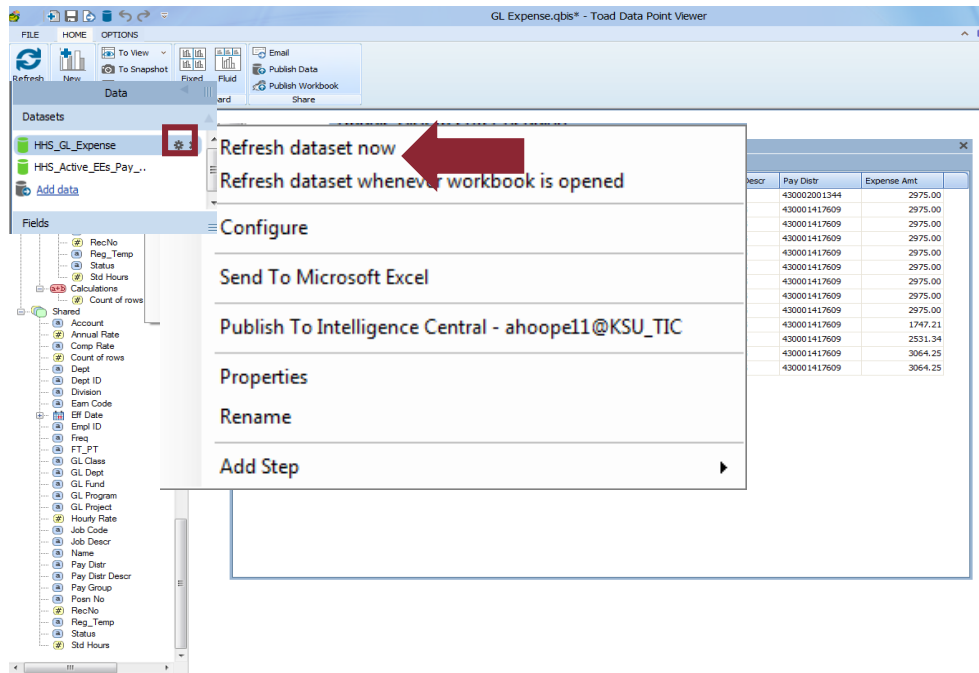 GL Expense.qbis* - Toad Data Point Viewer
FILE HOME OPTIONS
To View
To Snapshot
Refresh New Fixed Fluid
Email
Publish Data
Publish Workbook
Share
Data
Datasets
HHS_GL_Expense
HHS_Active_EEs_Pay_..
Add data
Fields
Refresh dataset now
Refresh dataset whenever workbook is opened
Configure
Send To Microsoft Excel
Publish To Intelligence Central - ahoope11@KSU_TIC
Properties
Rename
Add Step
RecNo
Reg_Temp
Status
Std Hours
Calculations
Count of rows
Shared
Account
Annual Rate
Comp Rate
Count of rows
Dept
Dept ID
Division
Earn Code
Eff Date
Empl ID
Freq
FT_PT
GL Class
GL Dept
GL Fund
GL Program
GL Project
Hourly Rate
Job Code
Job Descr
Name
Pay Distr
Pay Distr Descr
Pay Group
Posn No
RecNo
Reg_Temp
Status
Std Hours
Descr Pay Distr Expense Amt
430002001344 2975.00
430001417609 2975.00
430001417609 2975.00
430001417609 2975.00
430001417609 2975.00
430001417609 2975.00
430001417609 2975.00
430001417609 2975.00
430001417609 2975.00
430001417609 1747.21
430001417609 2531.34
430001417609 3064.25
430001417609 3064.25